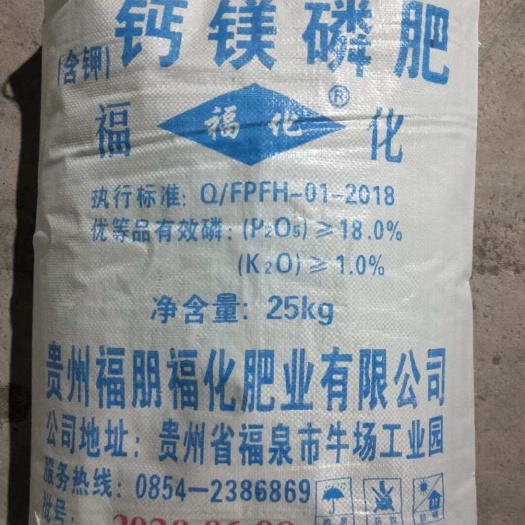 (含钾) 钙镁磷肥
福 福化® 化
执行标准: Q/FPFH-01-2018
优等品有效磷: (P₂O₅) ≥18.0%
(K₂O) ≥1.0%
净含量: 25kg
贵州福朋福化肥业有限公司
公司地址: 贵州省福泉市牛场工业园
服务热线: 0854-2386869
批号: